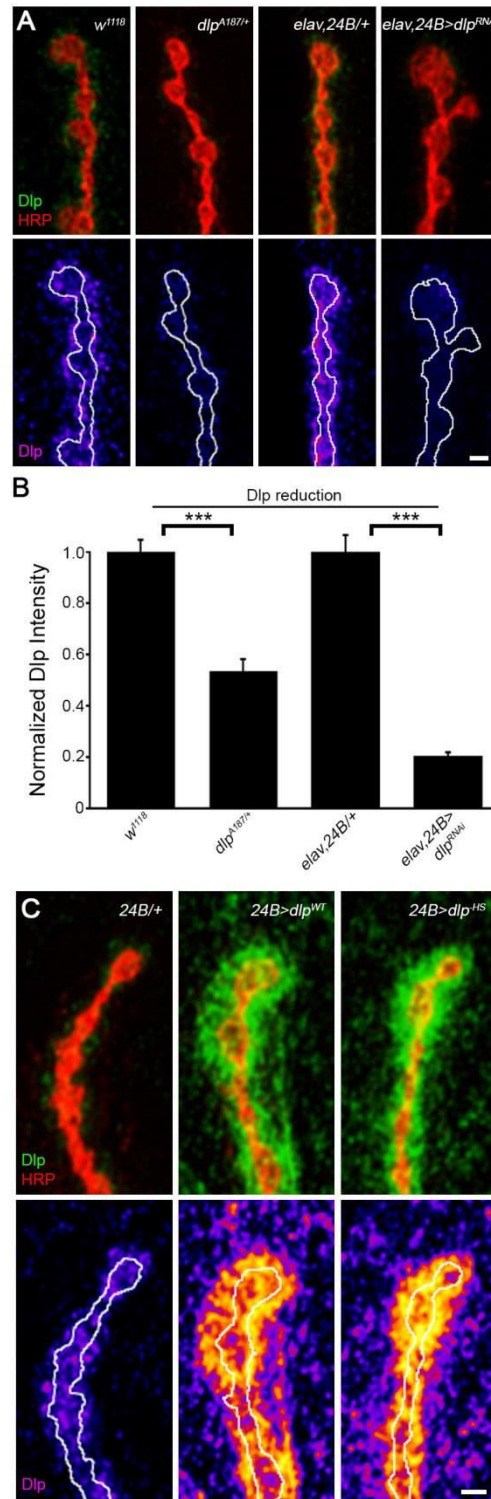 A
w1118
dlpA187/+
elav,24B/+
elav,24B>dlpRNAi
Dlp
HRP
Dlp
B
Dlp reduction
***
***
Normalized Dlp Intensity
1.0
0.8
0.6
0.4
0.2
0
w1118
dlpA187/+
elav,24B/+
elav,24B>
dlpRNAi
C
24B/+
24B>dlpWT
24B>dlp-HS
Dlp
HRP
Dlp